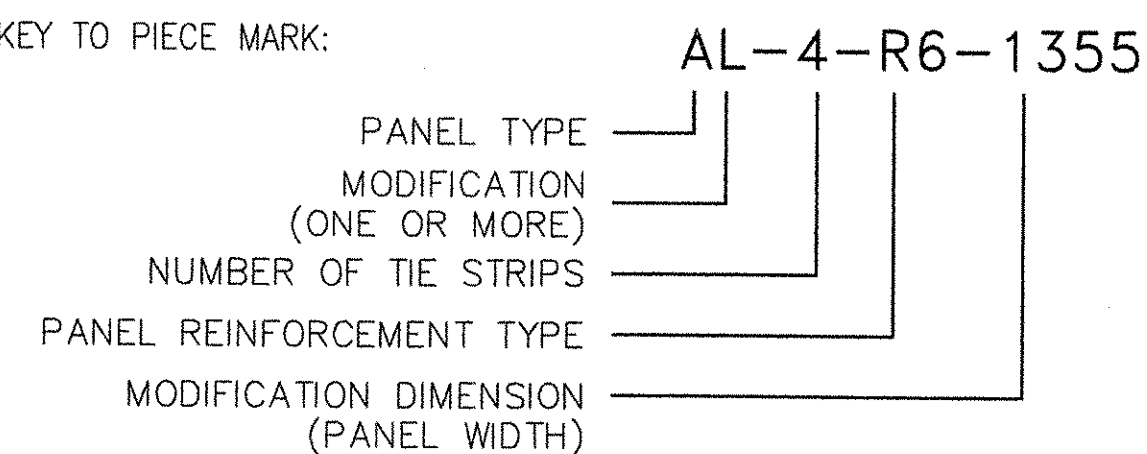 KEY TO PIECE MARK:
AL-4-R6-1355
PANEL TYPE
MODIFICATION
(ONE OR MORE)
NUMBER OF TIE STRIPS
PANEL REINFORCEMENT TYPE
MODIFICATION DIMENSION
(PANEL WIDTH)